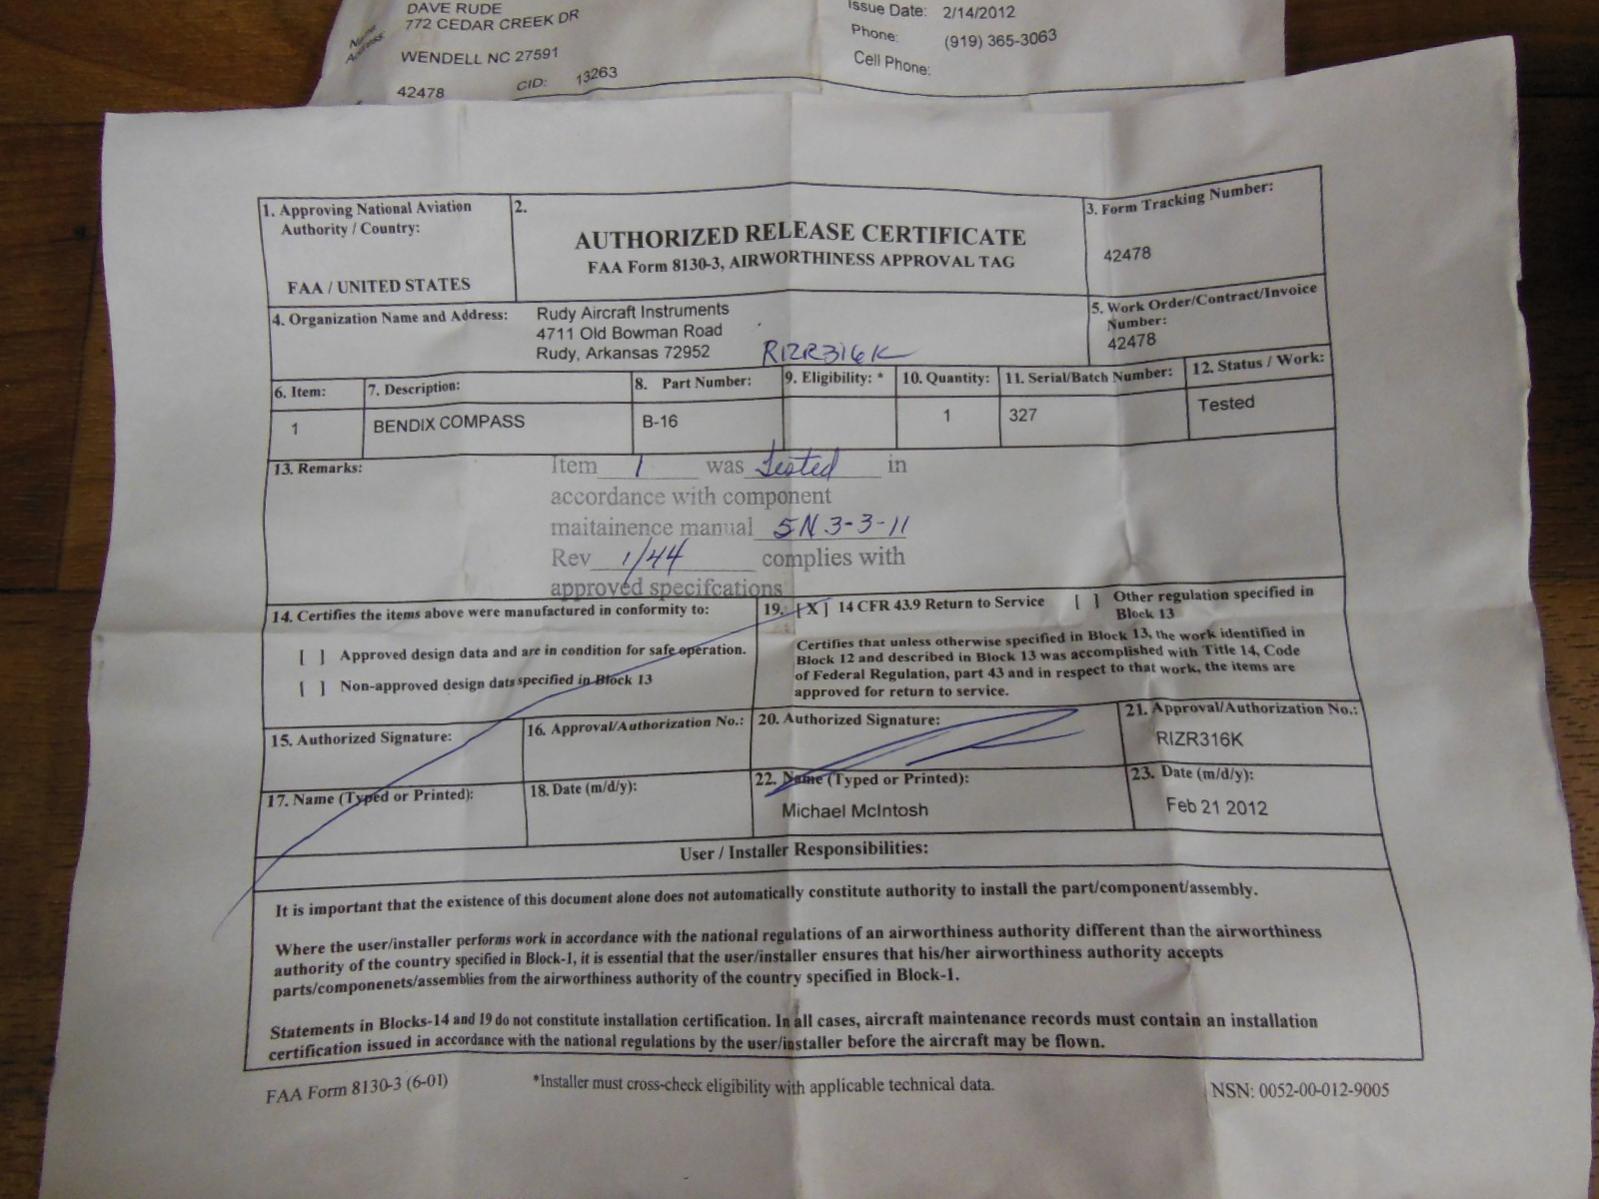 DAVE RUDE
772 CEDAR CREEK DR
Name
Address:
WENDELL NC 27591
42478 CID: 13263
Issue Date: 2/14/2012
Phone: (919) 365-3063
Cell Phone:
1. Approving National Aviation
Authority / Country:
FAA / UNITED STATES
2.
AUTHORIZED RELEASE CERTIFICATE
FAA Form 8130-3, AIRWORTHINESS APPROVAL TAG
3. Form Tracking Number:
42478
4. Organization Name and Address:
Rudy Aircraft Instruments
4711 Old Bowman Road
Rudy, Arkansas 72952 RIZR316K
5. Work Order/Contract/Invoice
Number:
42478
6. Item: 7. Description: 8. Part Number: 9. Eligibility: * 10. Quantity: 11. Serial/Batch Number: 12. Status / Work:
1 BENDIX COMPASS B-16 1 327 Tested
13. Remarks:
Item 1 was Tested in
accordance with component
maitainence manual 5N 3-3-11
Rev 1/44 complies with
approved specifcations
14. Certifies the items above were manufactured in conformity to:
[ ] Approved design data and are in condition for safe operation.
[ ] Non-approved design data specified in Block 13
19. [X] 14 CFR 43.9 Return to Service [ ] Other regulation specified in
Block 13
Certifies that unless otherwise specified in Block 13, the work identified in
Block 12 and described in Block 13 was accomplished with Title 14, Code
of Federal Regulation, part 43 and in respect to that work, the items are
approved for return to service.
15. Authorized Signature:
16. Approval/Authorization No.:
20. Authorized Signature:
21. Approval/Authorization No.:
RIZR316K
17. Name (Typed or Printed):
18. Date (m/d/y):
22. Name (Typed or Printed):
Michael McIntosh
23. Date (m/d/y):
Feb 21 2012
User / Installer Responsibilities:
It is important that the existence of this document alone does not automatically constitute authority to install the part/component/assembly.
Where the user/installer performs work in accordance with the national regulations of an airworthiness authority different than the airworthiness
authority of the country specified in Block-1, it is essential that the user/installer ensures that his/her airworthiness authority accepts
parts/componenets/assemblies from the airworthiness authority of the country specified in Block-1.
Statements in Blocks-14 and 19 do not constitute installation certification. In all cases, aircraft maintenance records must contain an installation
certification issued in accordance with the national regulations by the user/installer before the aircraft may be flown.
FAA Form 8130-3 (6-01)
*Installer must cross-check eligibility with applicable technical data.
NSN: 0052-00-012-9005